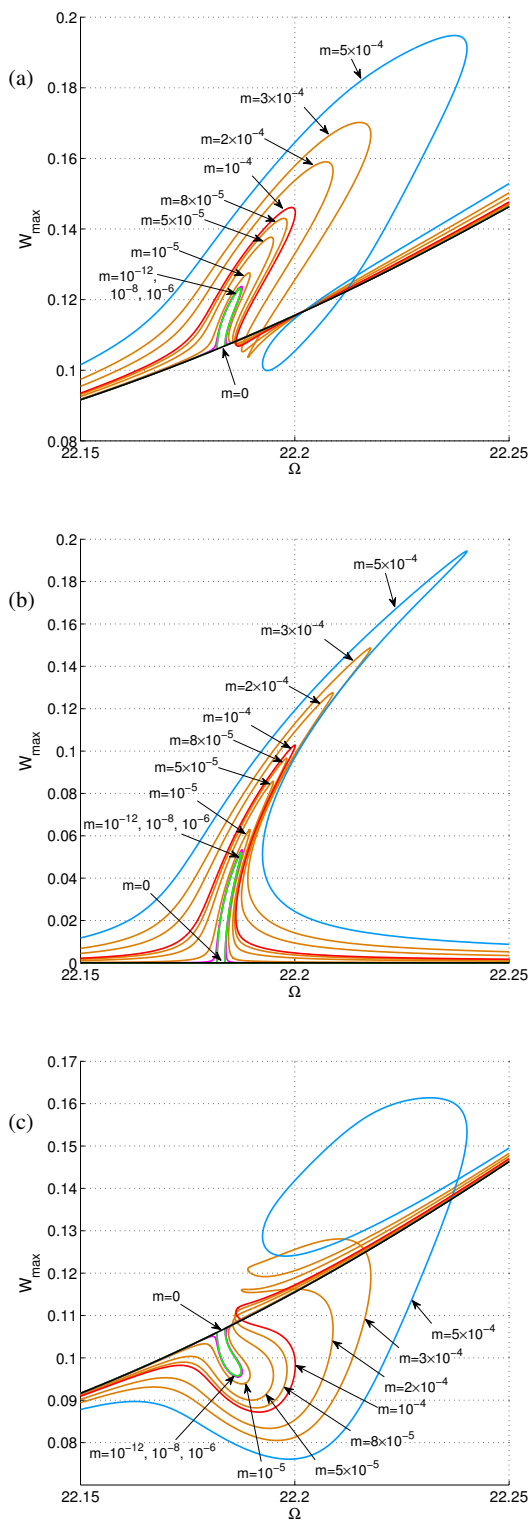 (a)
0.2
0.18
0.16
0.14
0.12
0.1
0.08
W_max
m=5×10⁻⁴
m=3×10⁻⁴
m=2×10⁻⁴
m=10⁻⁴
m=8×10⁻⁵
m=5×10⁻⁵
m=10⁻⁵
m=10⁻¹²,
10⁻⁸, 10⁻⁶
m=0
22.15
22.2
22.25
Ω
(b)
0.2
0.18
0.16
0.14
0.12
0.1
0.08
0.06
0.04
0.02
0
W_max
m=5×10⁻⁴
m=3×10⁻⁴
m=2×10⁻⁴
m=10⁻⁴
m=8×10⁻⁵
m=5×10⁻⁵
m=10⁻⁵
m=10⁻¹², 10⁻⁸, 10⁻⁶
m=0
22.15
22.2
22.25
Ω
(c)
0.17
0.16
0.15
0.14
0.13
0.12
0.11
0.1
0.09
0.08
W_max
m=0
m=5×10⁻⁴
m=3×10⁻⁴
m=2×10⁻⁴
m=10⁻⁴
m=8×10⁻⁵
m=5×10⁻⁵
m=10⁻⁵
m=10⁻¹², 10⁻⁸, 10⁻⁶
22.15
22.2
22.25
Ω